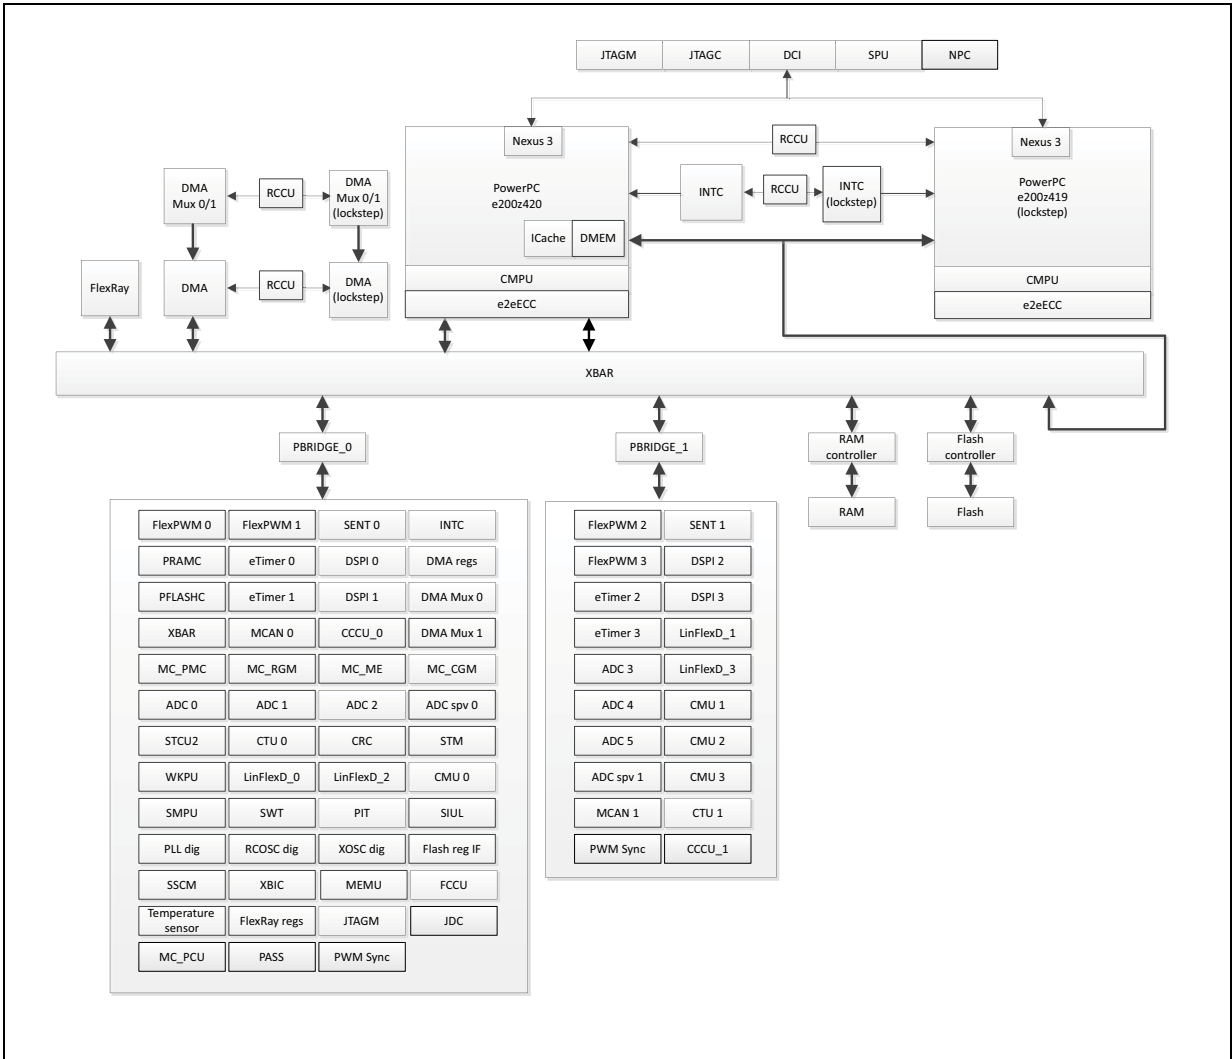 JTAGM JTAGC DCI SPU NPC
Nexus 3
PowerPC
e200z420
ICache DMEM
CMPU
e2eECC
RCCU
INTC
RCCU
INTC
(lockstep)
Nexus 3
PowerPC
e200z419
(lockstep)
CMPU
e2eECC
DMA
Mux 0/1
RCCU
DMA
Mux 0/1
(lockstep)
FlexRay
DMA
RCCU
DMA
(lockstep)
XBAR
PBRIDGE_0
PBRIDGE_1
RAM
controller
Flash
controller
RAM
Flash
FlexPWM 0 FlexPWM 1 SENT 0 INTC
PRAMC eTimer 0 DSPI 0 DMA regs
PFLASHC eTimer 1 DSPI 1 DMA Mux 0
XBAR MCAN 0 CCCU_0 DMA Mux 1
MC_PMC MC_RGM MC_ME MC_CGM
ADC 0 ADC 1 ADC 2 ADC spv 0
STCU2 CTU 0 CRC STM
WKPU LinFlexD_0 LinFlexD_2 CMU 0
SMPU SWT PIT SIUL
PLL dig RCOSC dig XOSC dig Flash reg IF
SSCM XBIC MEMU FCCU
Temperature
sensor
FlexRay regs JTAGM JDC
MC_PCU PASS PWM Sync
FlexPWM 2 SENT 1
FlexPWM 3 DSPI 2
eTimer 2 DSPI 3
eTimer 3 LinFlexD_1
ADC 3 LinFlexD_3
ADC 4 CMU 1
ADC 5 CMU 2
ADC spv 1 CMU 3
MCAN 1 CTU 1
PWM Sync CCCU_1